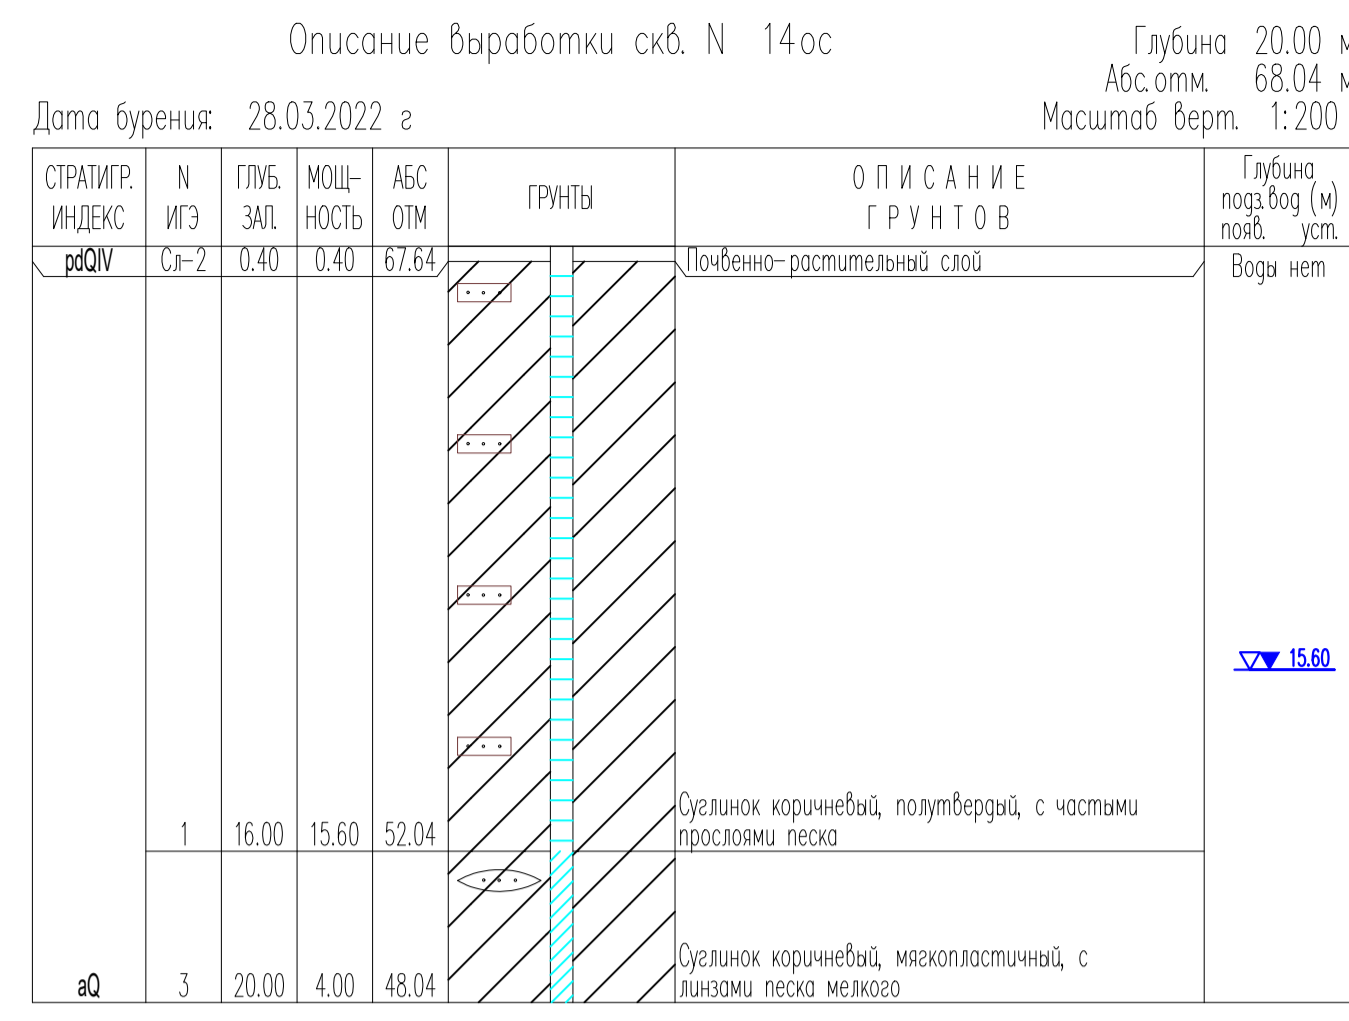 Описание выработки скв. N 14ос
Глубина 20.00 м
Абс.отм. 68.04 м
Дата бурения: 28.03.2022 г
Масштаб верт. 1:200
СТРАТИГР. ИНДЕКС
N ИГЭ
ГЛУБ. ЗАЛ.
МОЩ-НОСТЬ
АБС ОТМ
ГРУНТЫ
ОПИСАНИЕ
ГРУНТОВ
Глубина
подз.вод (м)
появ. уст.
pdQIV Сл-2 0.40 0.40 67.64 Почвенно-растительный слой
Воды нет
15.60
Суглинок коричневый, полутвердый, с частыми
1 16.00 15.60 52.04 прослоями песка
Суглинок коричневый, мягкопластичный, с
aQ 3 20.00 4.00 48.04 линзами песка мелкого